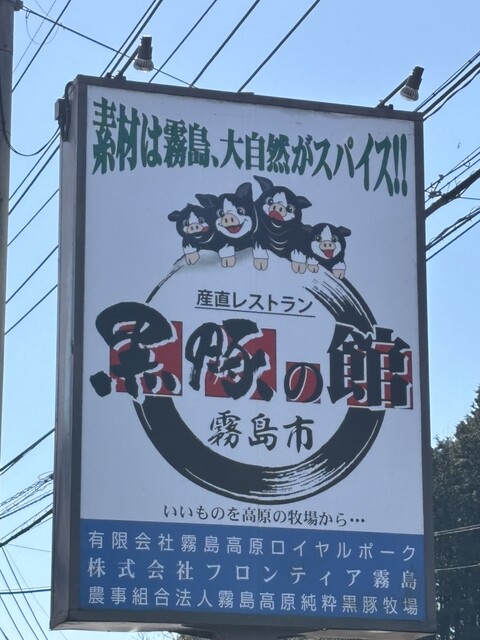 素材は霧島、大自然がスパイス!!
産直レストラン
黒豚の館
霧島市
いいものを高原の牧場から…
有限会社霧島高原ロイヤルポーク
株式会社フロンティア霧島
農事組合法人霧島高原純粋黒豚牧場